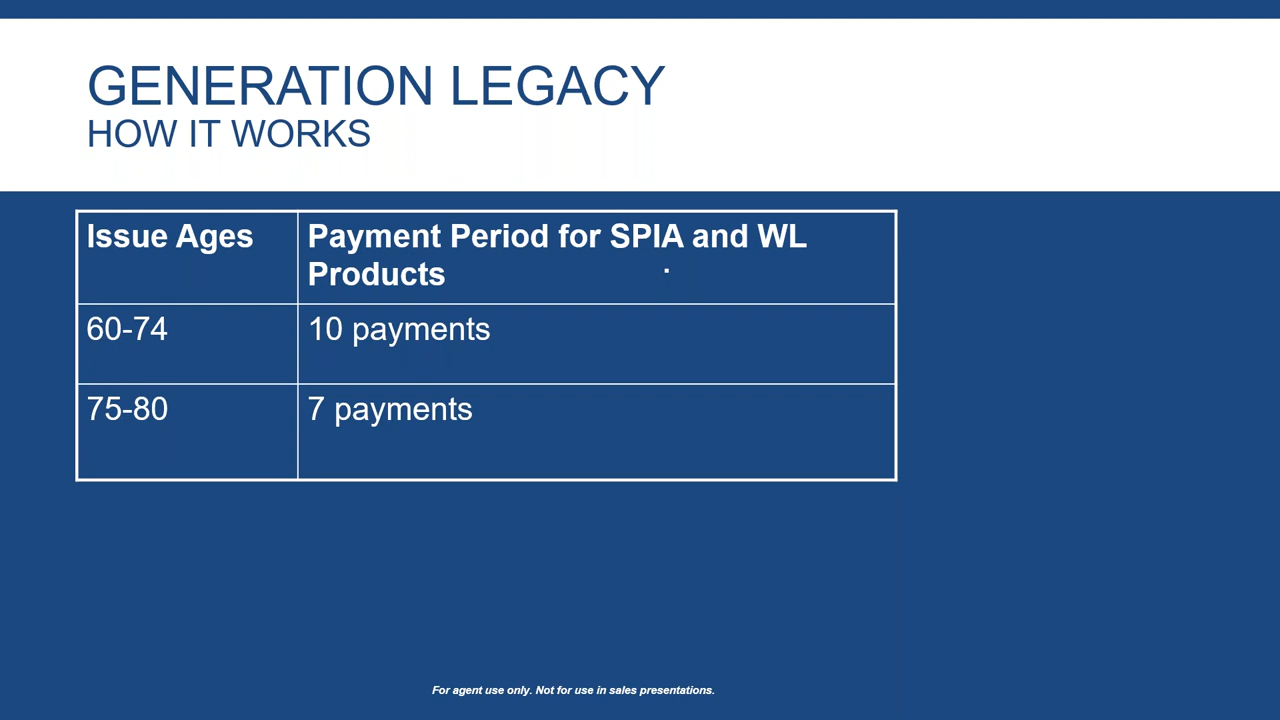 GENERATION LEGACY
HOW IT WORKS
Issue Ages
Payment Period for SPIA and WL
Products
60-74
10 payments
75-80
7 payments
For agent use only. Not for use in sales presentations.